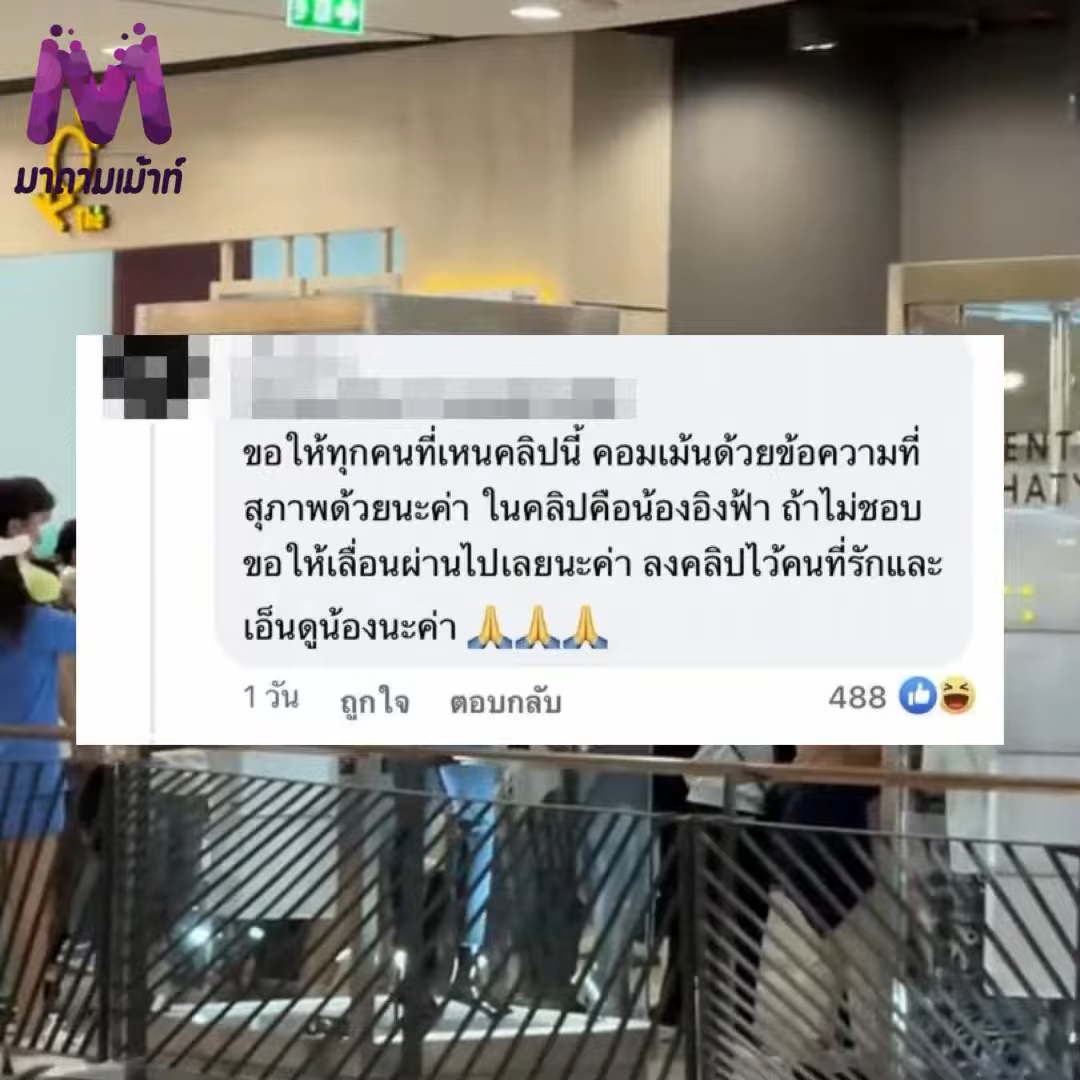 มาถามเม้าท์
ขอให้ทุกคนที่เหนคลิปนี้ คอมเม้นด้วยข้อความที่
สุภาพด้วยนะค่า ในคลิปคือน้องอิงฟ้า ถ้าไม่ชอบ
ขอให้เลื่อนผ่านไปเลยนะค่า ลงคลิปไว้คนที่รักและ
เอ็นดูน้องนะค่า 🙏🙏🙏
1 วัน ถูกใจ ตอบกลับ 488